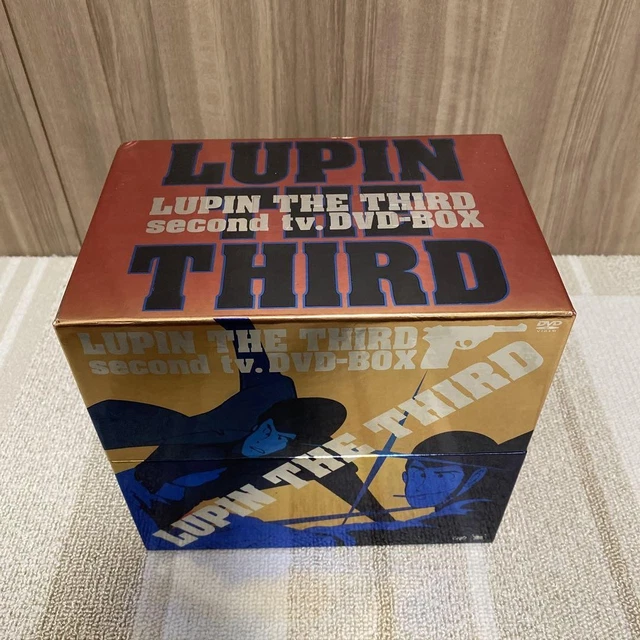 LUPIN
THE
THIRD
LUPIN THE THIRD
second tv. DVD-BOX
LUPIN THE THIRD
second tv. DVD-BOX
DVD
LUPIN THE THIRD